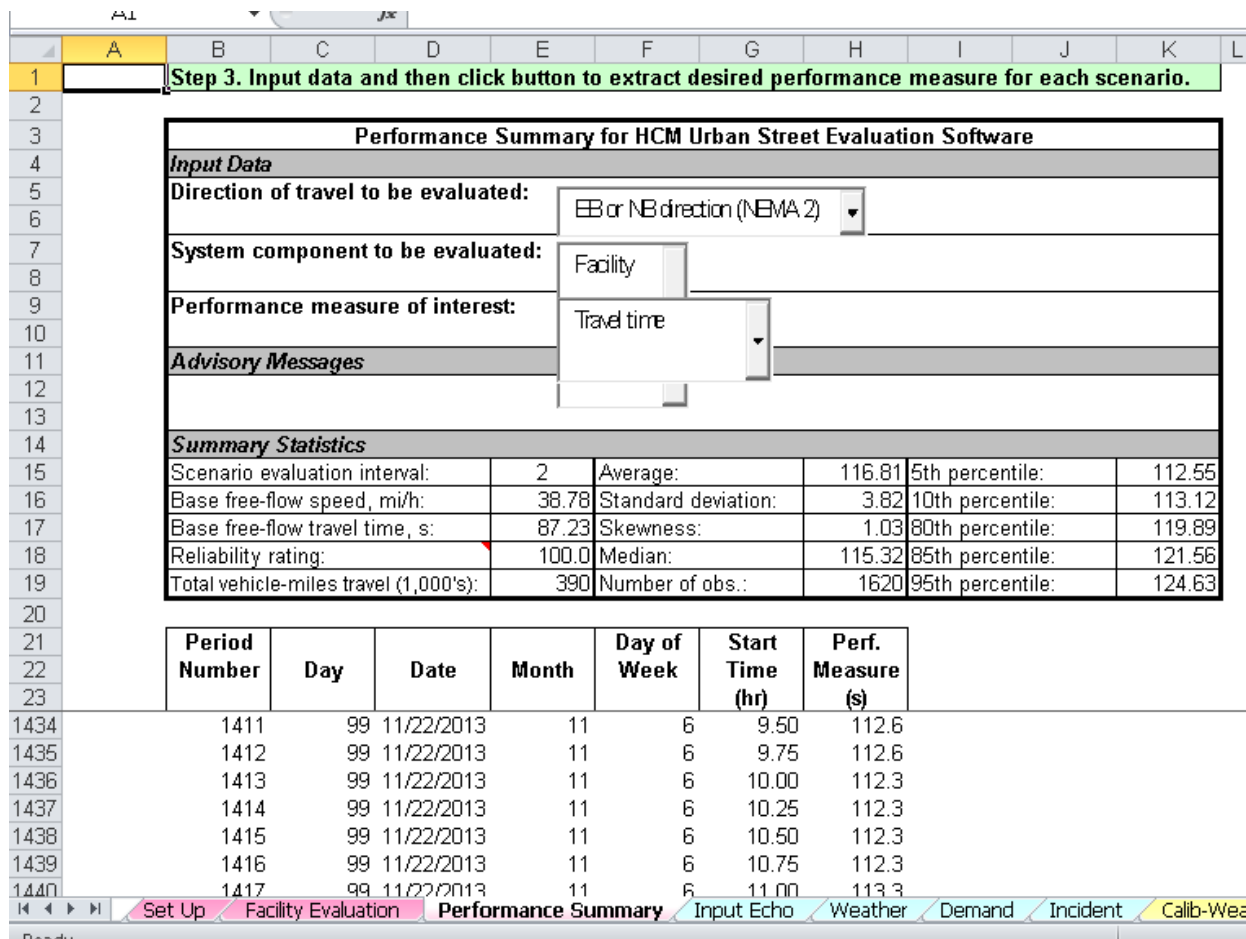 A1 fx
A B C D E F G H I J K L
1 Step 3. Input data and then click button to extract desired performance measure for each scenario.
2
3 Performance Summary for HCM Urban Street Evaluation Software
4 Input Data
5 Direction of travel to be evaluated:
6 EB or NB direction (NEMA 2)
7 System component to be evaluated:
8 Facility
9 Performance measure of interest:
10 Travel time
11 Advisory Messages
12
13
14 Summary Statistics
15 Scenario evaluation interval: 2 Average: 116.81 5th percentile: 112.55
16 Base free-flow speed, mi/h: 38.78 Standard deviation: 3.82 10th percentile: 113.12
17 Base free-flow travel time, s: 87.23 Skewness: 1.03 80th percentile: 119.89
18 Reliability rating: 100.0 Median: 115.32 85th percentile: 121.56
19 Total vehicle-miles travel (1,000's): 390 Number of obs.: 1620 95th percentile: 124.63
20
21 Period Day of Start Perf.
22 Number Day Date Month Week Time Measure
23 (hr) (s)
1434 1411 99 11/22/2013 11 6 9.50 112.6
1435 1412 99 11/22/2013 11 6 9.75 112.6
1436 1413 99 11/22/2013 11 6 10.00 112.3
1437 1414 99 11/22/2013 11 6 10.25 112.3
1438 1415 99 11/22/2013 11 6 10.50 112.3
1439 1416 99 11/22/2013 11 6 10.75 112.3
1440 1417 99 11/22/2013 11 6 11.00 113.3
Set Up Facility Evaluation Performance Summary Input Echo Weather Demand Incident Calib-Wea
Ready